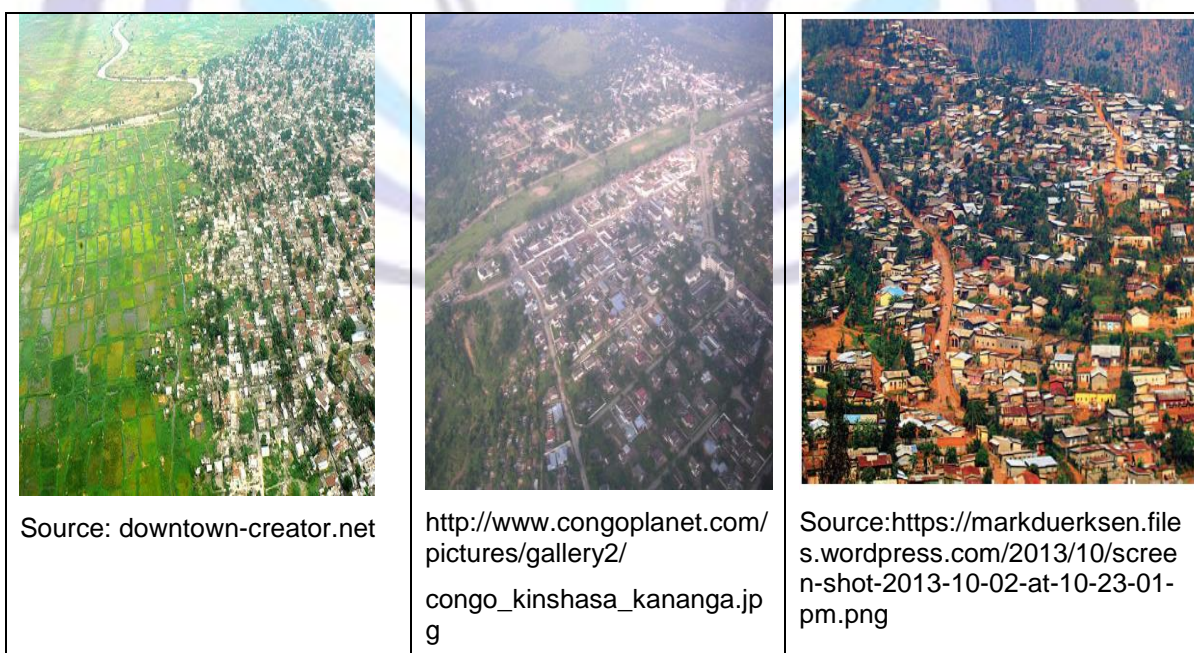 Source: downtown-creator.net
http://www.congoplanet.com/
pictures/gallery2/
congo_kinshasa_kananga.jp
g
Source:https://markduerksen.file
s.wordpress.com/2013/10/scree
n-shot-2013-10-02-at-10-23-01-
pm.png